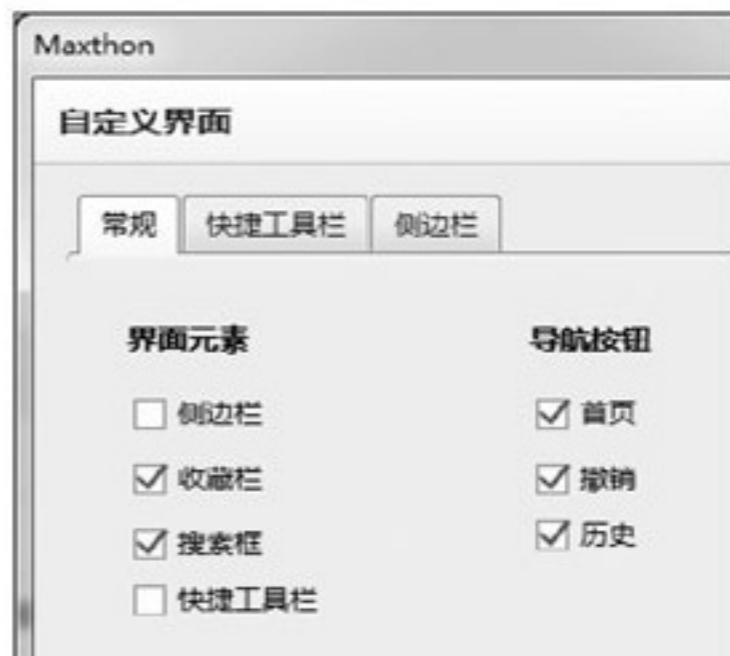 Maxthon
自定义界面
常规 快捷工具栏 侧边栏
界面元素 导航按钮
侧边栏 首页
收藏栏 撤销
搜索框 历史
快捷工具栏